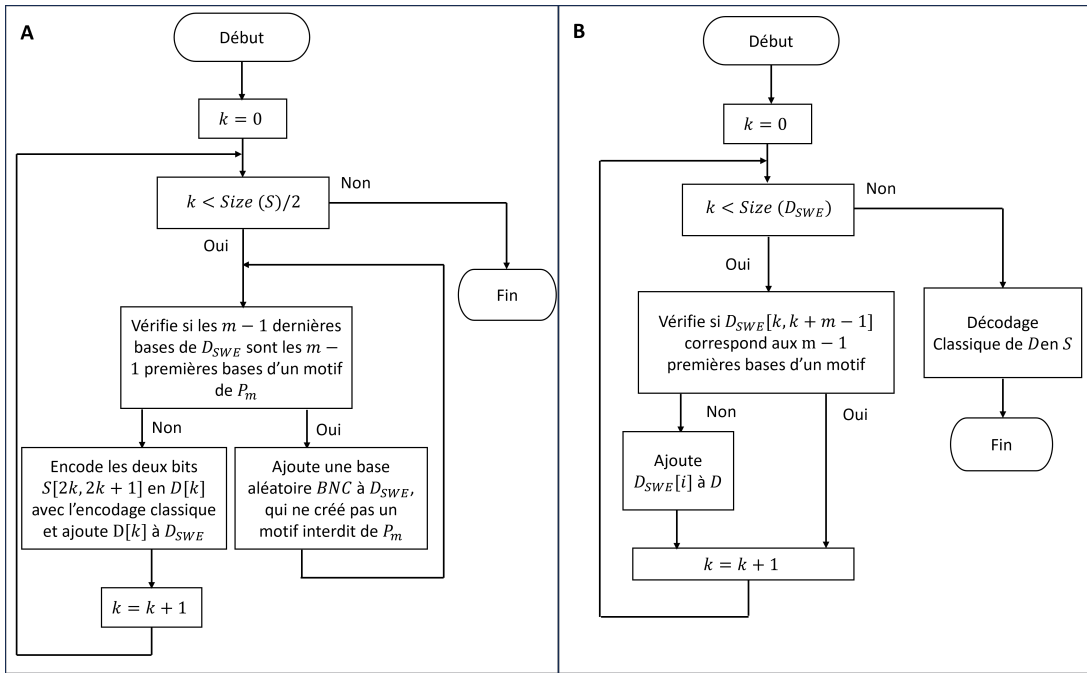 A
Début
k = 0
k < Size (S)/2
Non
Oui
Fin
Vérifie si les m − 1 dernières
bases de D_SWE sont les m −
1 premières bases d'un motif
de P_m
Non
Oui
Encode les deux bits
S[2k, 2k + 1] en D[k]
avec l'encodage classique
et ajoute D[k] à D_SWE
Ajoute une base
aléatoire BNC à D_SWE,
qui ne créé pas un
motif interdit de P_m
k = k + 1
B
Début
k = 0
k < Size (D_SWE)
Non
Oui
Vérifie si D_SWE[k, k + m − 1]
correspond aux m − 1
premières bases d'un motif
Décodage
Classique de D en S
Non
Oui
Fin
Ajoute
D_SWE[i] à D
k = k + 1